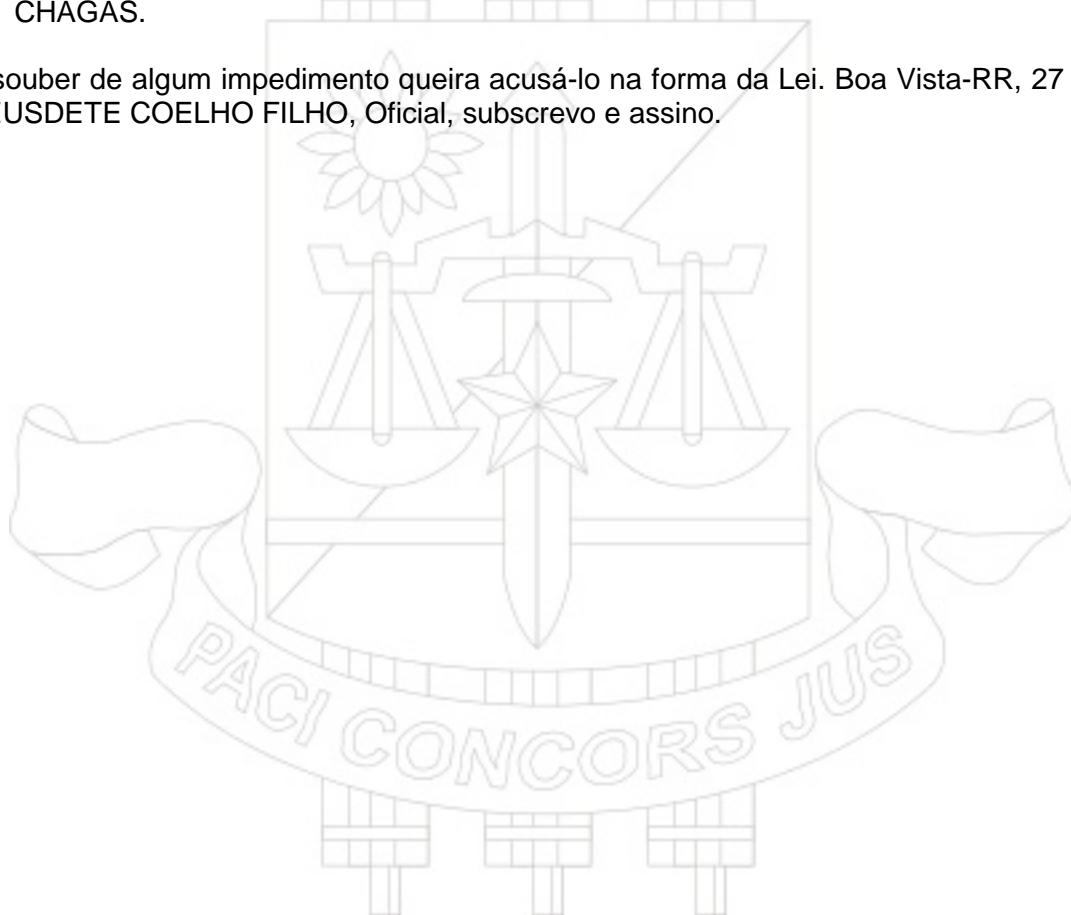 CHAGAS.
souber de algum impedimento queira acusá-lo na forma da Lei. Boa Vista-RR, 27
EUSDETE COELHO FILHO, Oficial, subscrevo e assino.
PACI CONCORS JUS